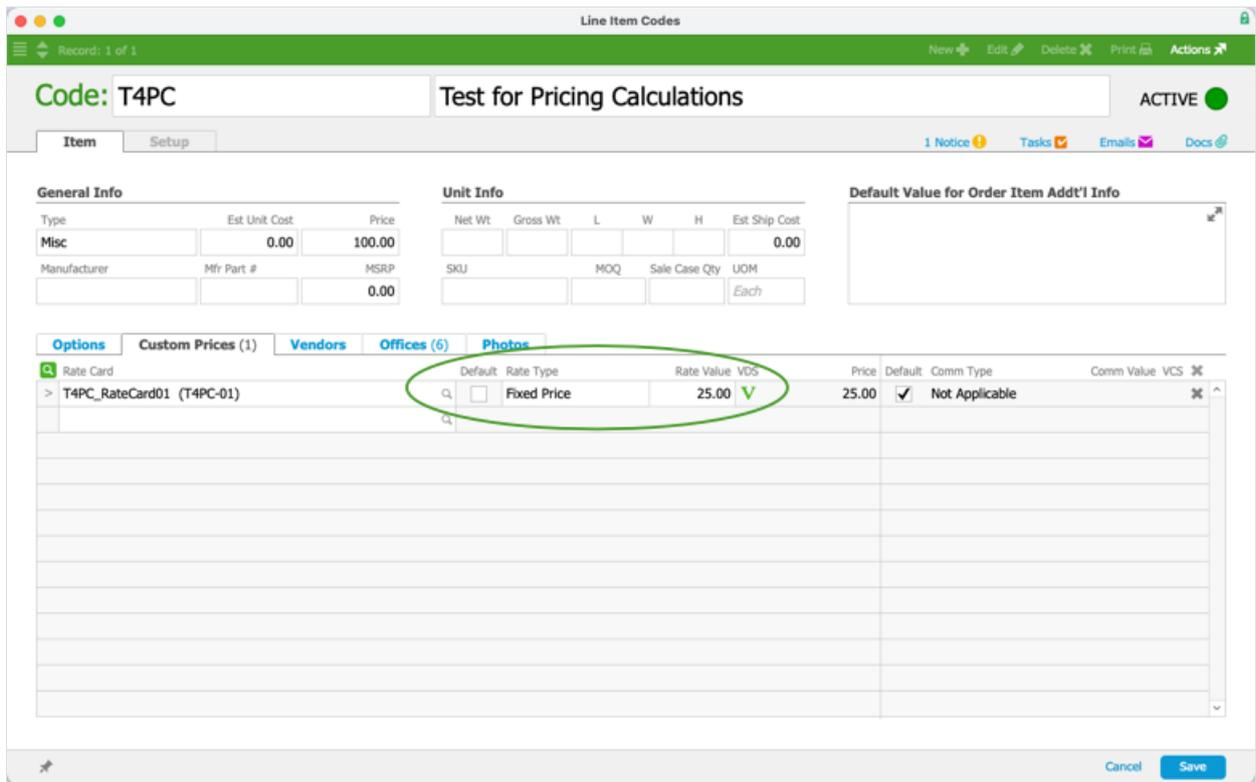 Line Item Codes
Record: 1 of 1 New Edit Delete Print Actions
Code: T4PC Test for Pricing Calculations ACTIVE
Item Setup 1 Notice Tasks Emails Docs
General Info Unit Info Default Value for Order Item Addt'l Info
Type Est Unit Cost Price Net Wt Gross Wt L W H Est Ship Cost
Misc 0.00 100.00 0.00
Manufacturer Mfr Part # MSRP SKU MOQ Sale Case Qty UOM
0.00 Each
Options Custom Prices (1) Vendors Offices (6) Photos
Rate Card Default Rate Type Rate Value VDS Price Default Comm Type Comm Value VCS
> T4PC_RateCard01 (T4PC-01) Fixed Price 25.00 V 25.00 Not Applicable
Cancel Save